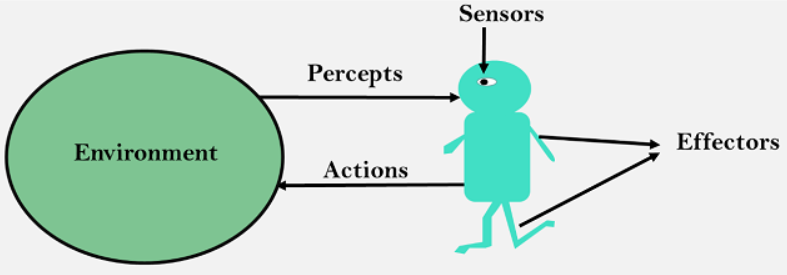 Sensors
Percepts
Environment
Effectors
Actions